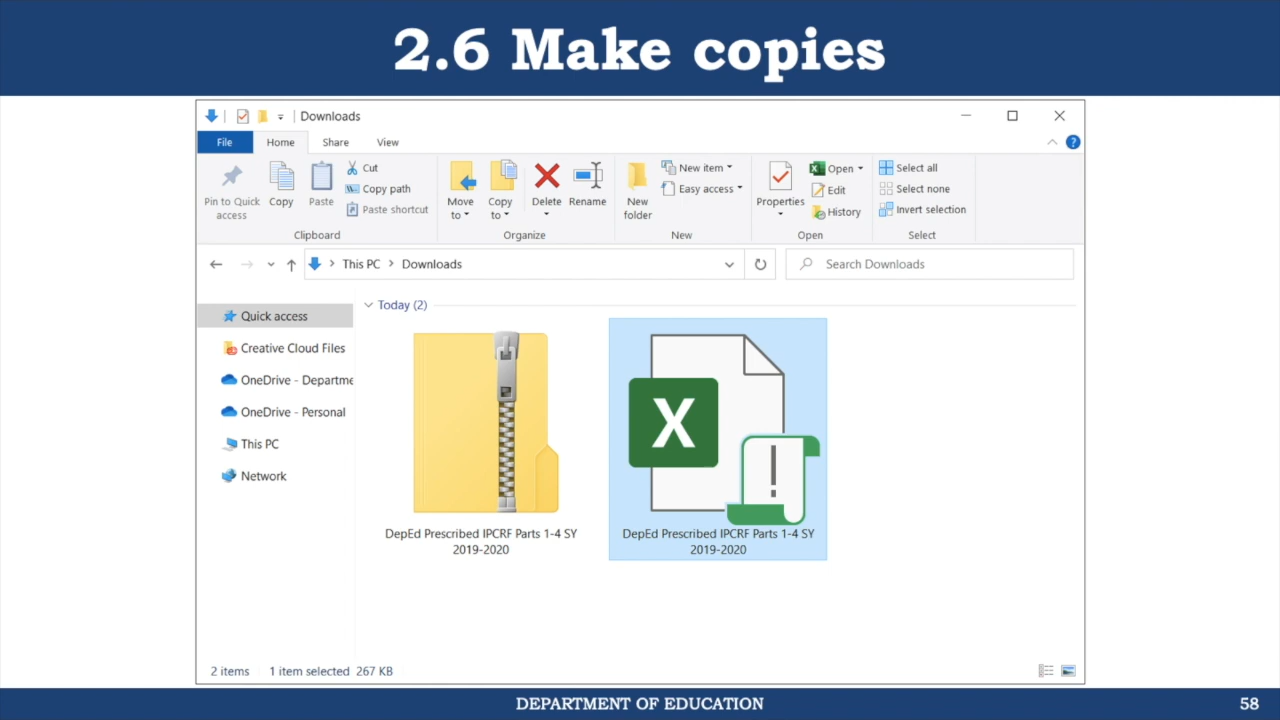 2.6 Make copies
Downloads
File Home Share View
Pin to Quick access
Copy
Paste
Cut
Copy path
Paste shortcut
Clipboard
Move to
Copy to
Delete
Rename
Organize
New folder
New item
Easy access
New
Properties
Open
Edit
History
Open
Select all
Select none
Invert selection
Select
This PC > Downloads
Search Downloads
Quick access
Creative Cloud Files
OneDrive - Departme
OneDrive - Personal
This PC
Network
Today (2)
DepEd Prescribed IPCRF Parts 1-4 SY
2019-2020
X
DepEd Prescribed IPCRF Parts 1-4 SY
2019-2020
2 items 1 item selected 267 KB
DEPARTMENT OF EDUCATION
58